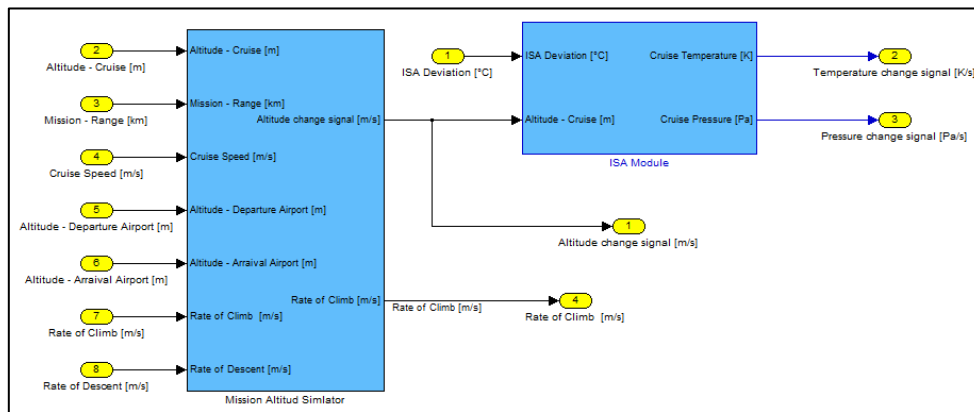 2
Altitude - Cruise [m]
3
Mission - Range [km]
4
Cruise Speed [m/s]
5
Altitude - Departure Airport [m]
6
Altitude - Arraival Airport [m]
7
Rate of Climb [m/s]
8
Rate of Descent [m/s]
Altitude - Cruise [m]
Mission - Range [km]
Altitude change signal [m/s]
Cruise Speed [m/s]
Altitude - Departure Airport [m]
Altitude - Arraival Airport [m]
Rate of Climb [m/s]
Rate of Climb  [m/s]
Rate of Descent [m/s]
Mission Altitud Simlator
Rate of Climb [m/s]
1
ISA Deviation [°C]
ISA Deviation [°C]
Cruise Temperature [K]
Altitude - Cruise [m]
Cruise Pressure [Pa]
ISA Module
2
Temperature change signal [K/s]
3
Pressure change signal [Pa/s]
1
Altitude change signal [m/s]
4
Rate of Climb  [m/s]